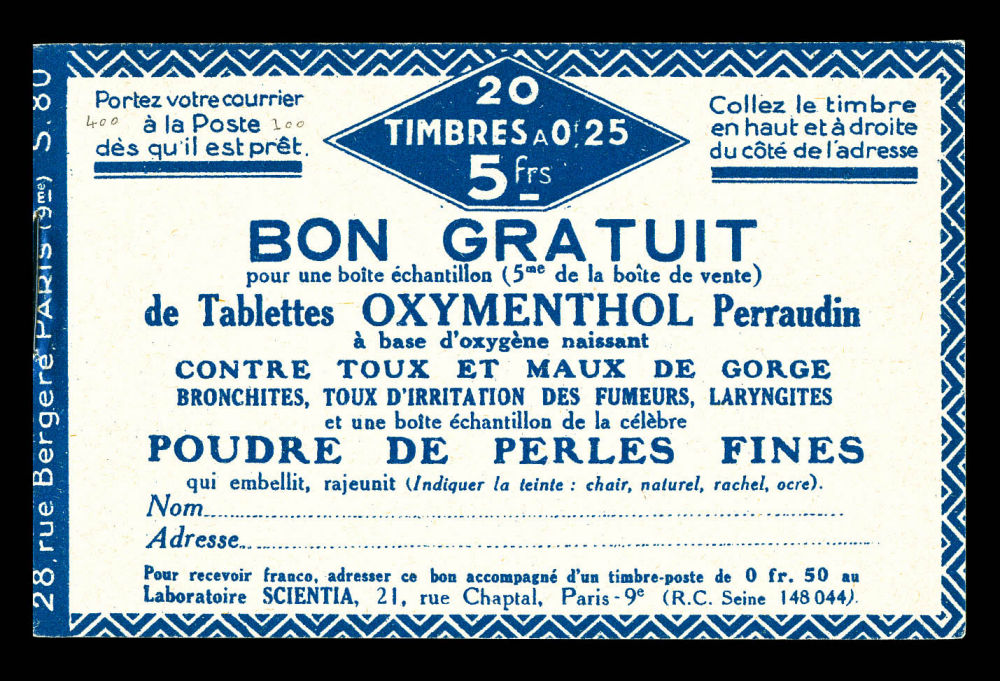 Portez votre courrier
400 à la Poste 200
dès qu'il est prêt.
20
TIMBRES A 0f,25
5 frs
Collez le timbre
en haut et à droite
du côté de l'adresse
BON GRATUIT
pour une boîte échantillon (5me de la boîte de vente)
de Tablettes OXYMENTHOL Perraudin
à base d'oxygène naissant
CONTRE TOUX ET MAUX DE GORGE
BRONCHITES, TOUX D'IRRITATION DES FUMEURS, LARYNGITES
et une boîte échantillon de la célèbre
POUDRE DE PERLES FINES
qui embellit, rajeunit (Indiquer la teinte : chair, naturel, rachel, ocre).
Nom
Adresse
Pour recevoir franco, adresser ce bon accompagné d'un timbre-poste de 0 fr. 50 au
Laboratoire SCIENTIA, 21, rue Chaptal, Paris-9e (R.C. Seine 148044).
28, rue Bergère, PARIS (9me) S. 80